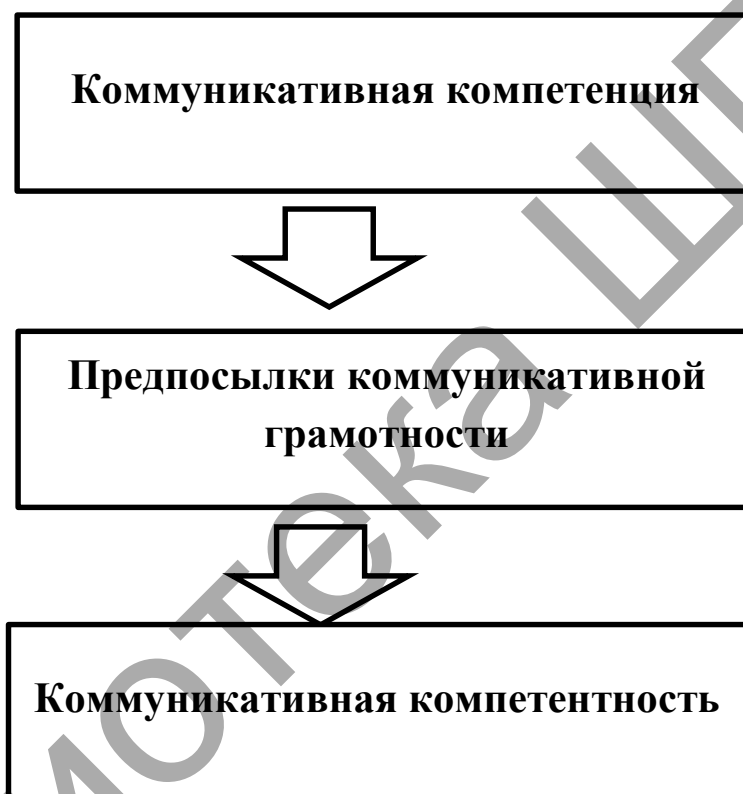 Коммуникативная компетенция
Предпосылки коммуникативной
грамотности
Коммуникативная компетентность